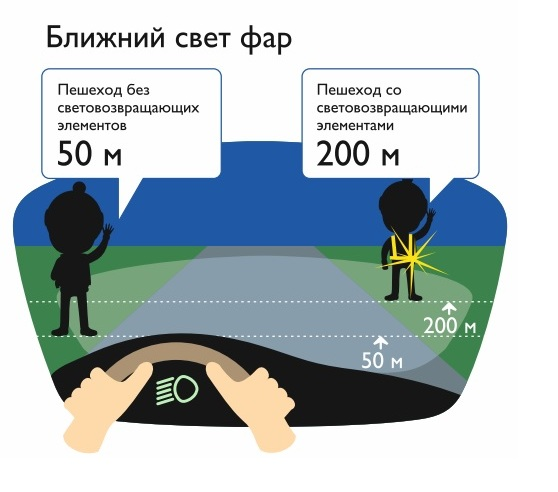 Ближний свет фар
Пешеход без
световозвращающих
элементов
50 м
Пешеход со
световозвращающими
элементами
200 м
200 м
50 м